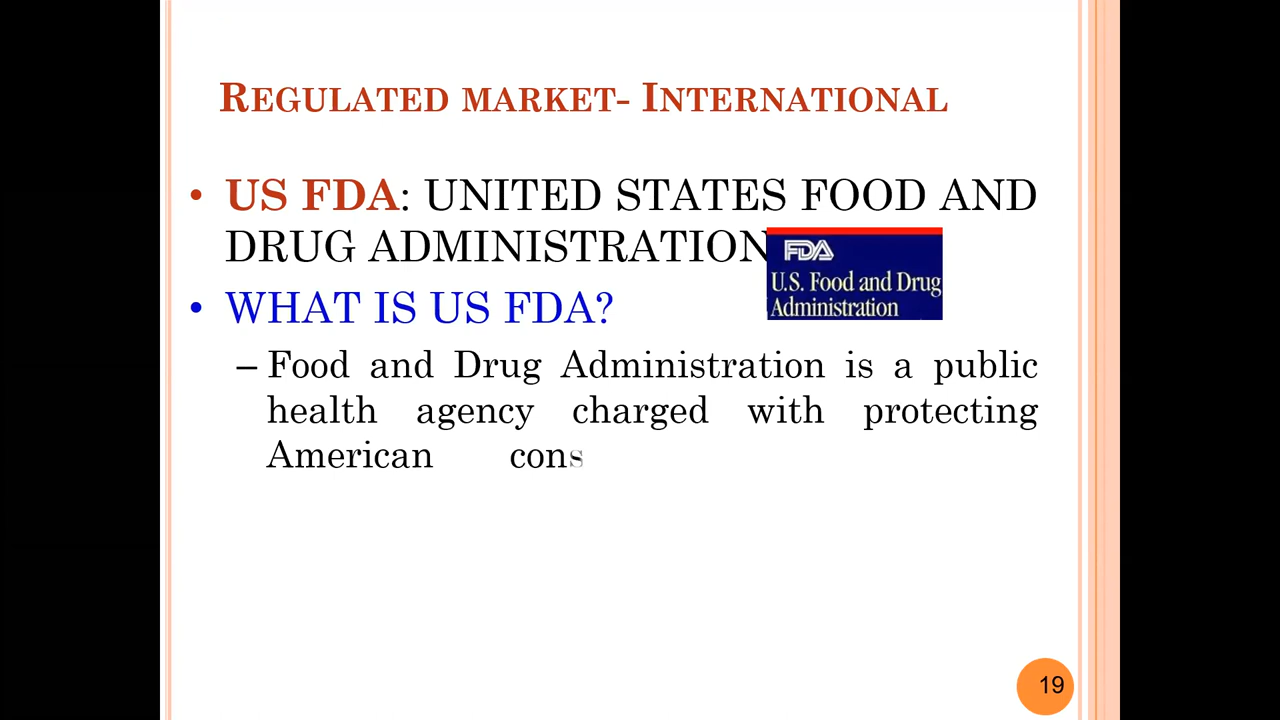 REGULATED MARKET- INTERNATIONAL
• US FDA: UNITED STATES FOOD AND
DRUG ADMINISTRATION
FDA
U.S. Food and Drug
Administration
• WHAT IS US FDA?
– Food and Drug Administration is a public
health agency charged with protecting
American cons
19